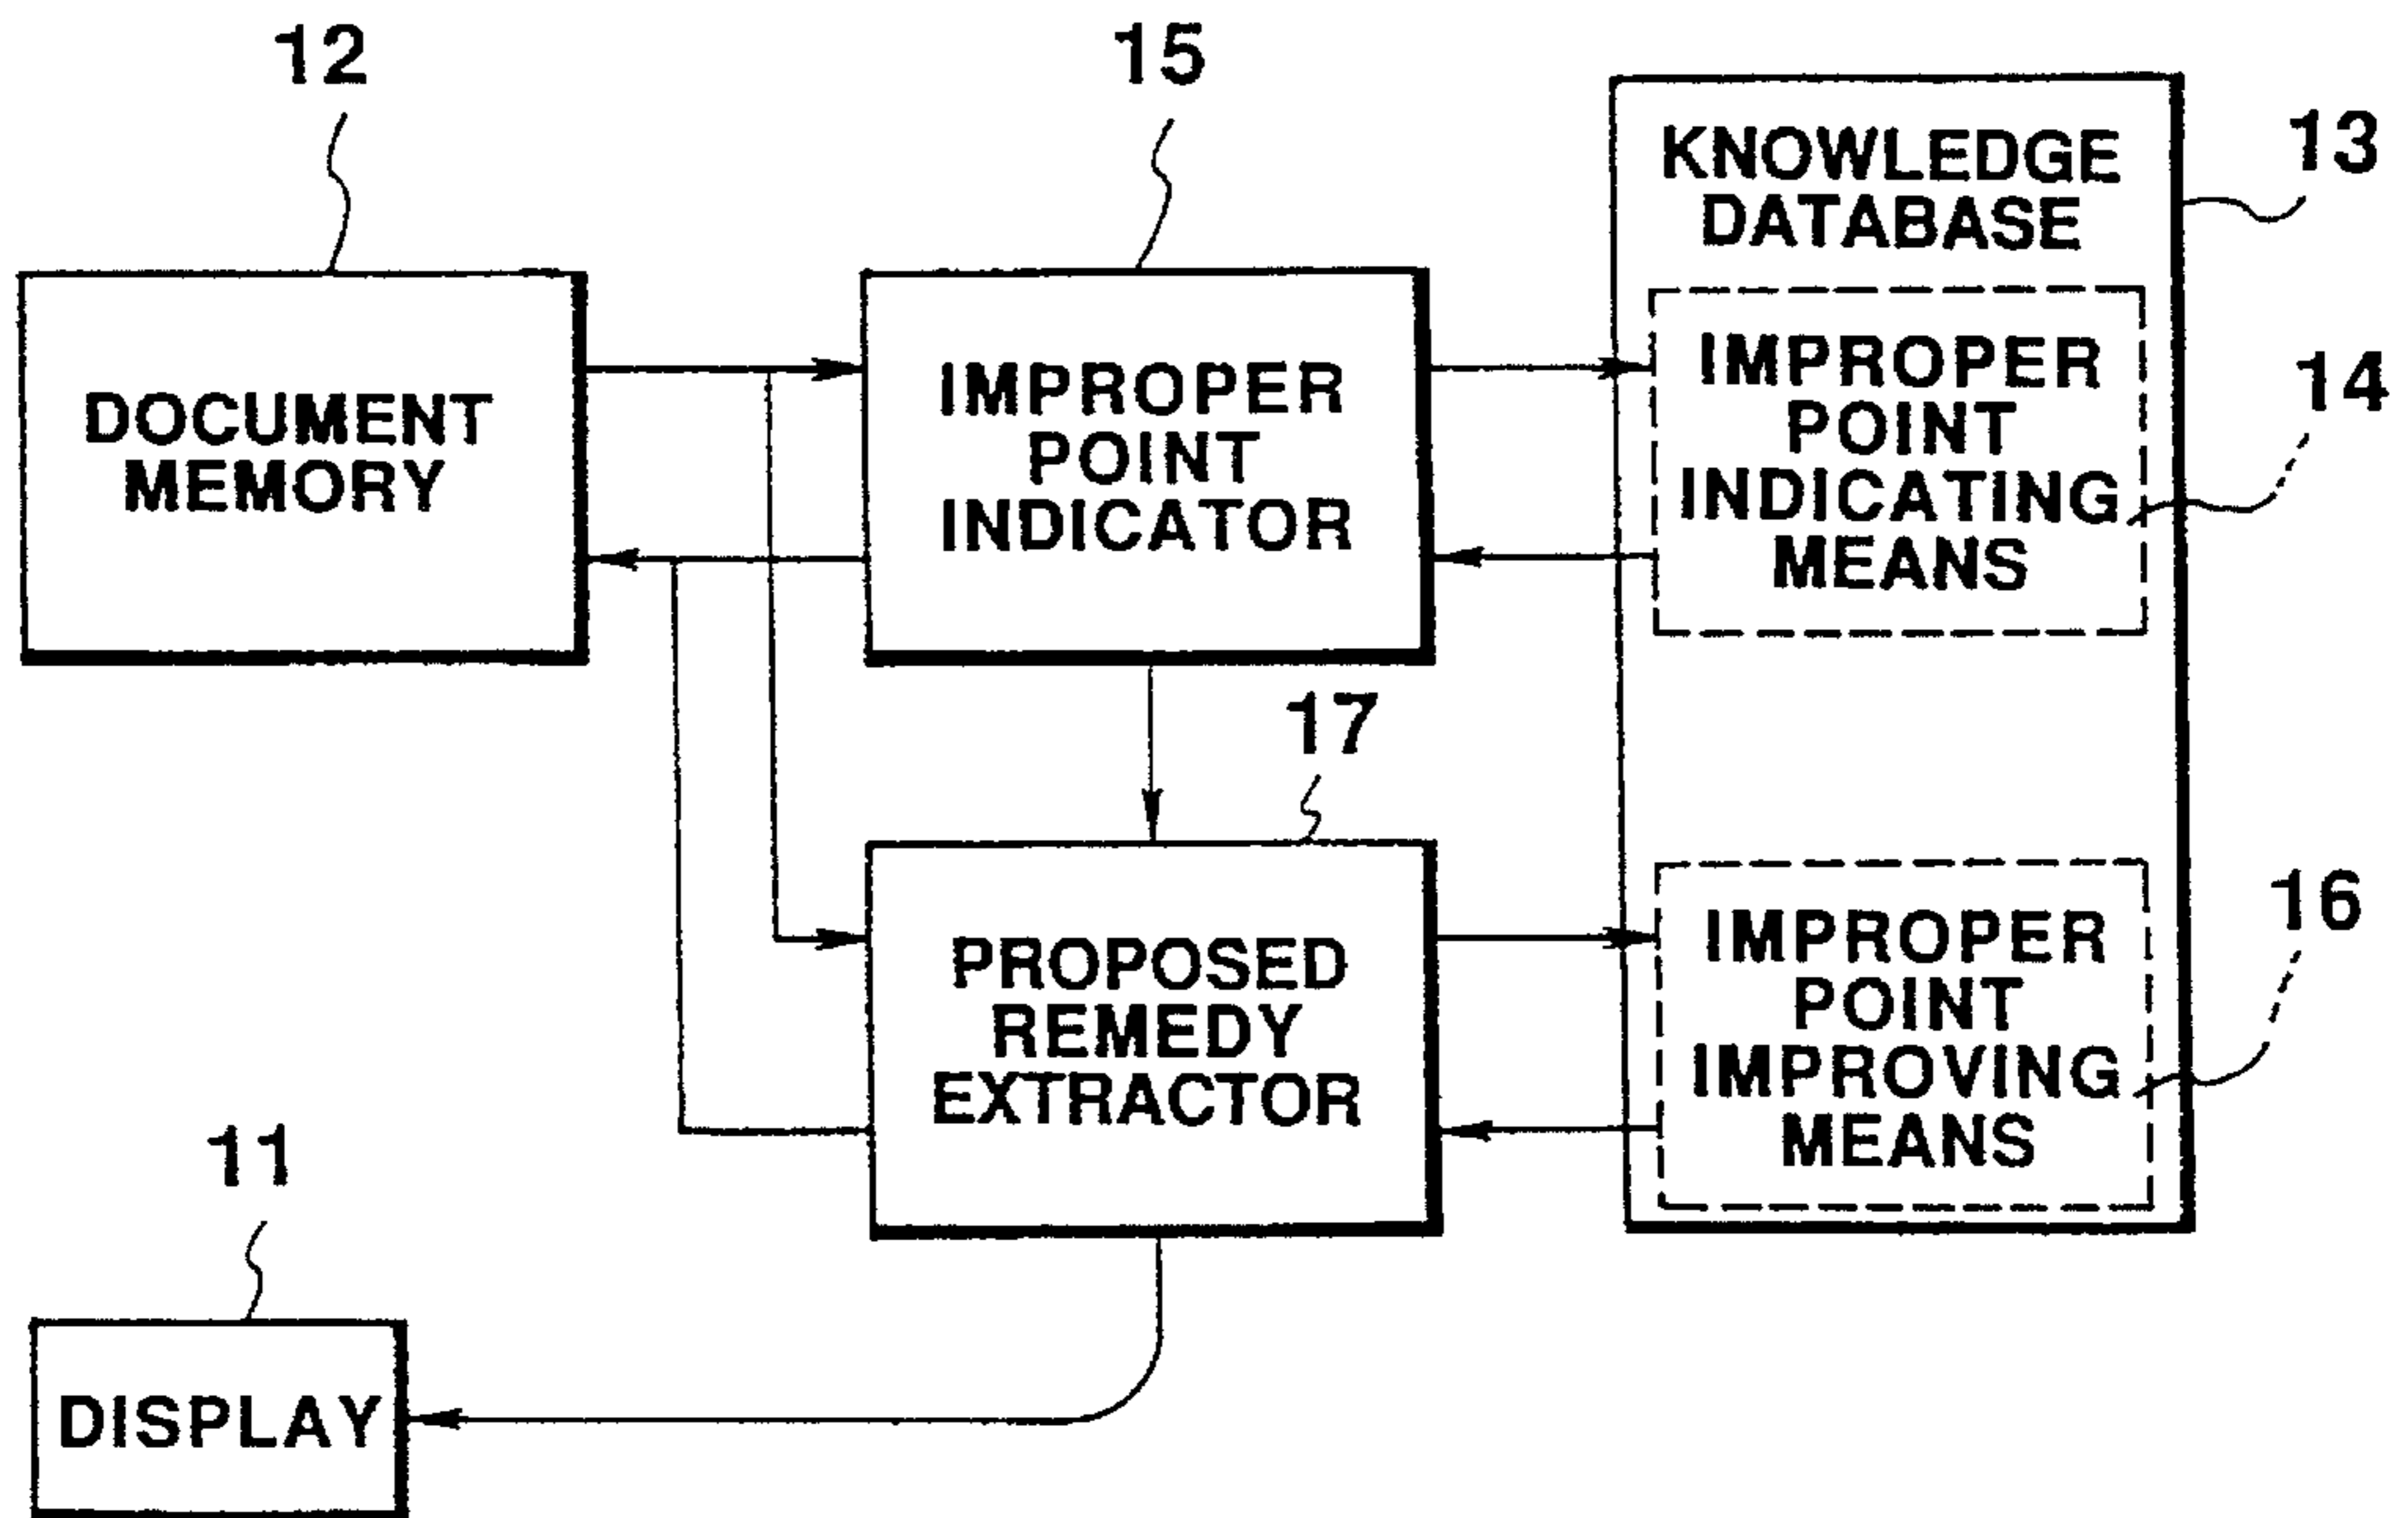 12
15
KNOWLEDGE
DATABASE
13
DOCUMENT
MEMORY
IMPROPER
POINT
INDICATOR
IMPROPER
POINT
INDICATING
MEANS
14
17
PROPOSED
REMEDY
EXTRACTOR
IMPROPER
POINT
IMPROVING
MEANS
16
11
DISPLAY